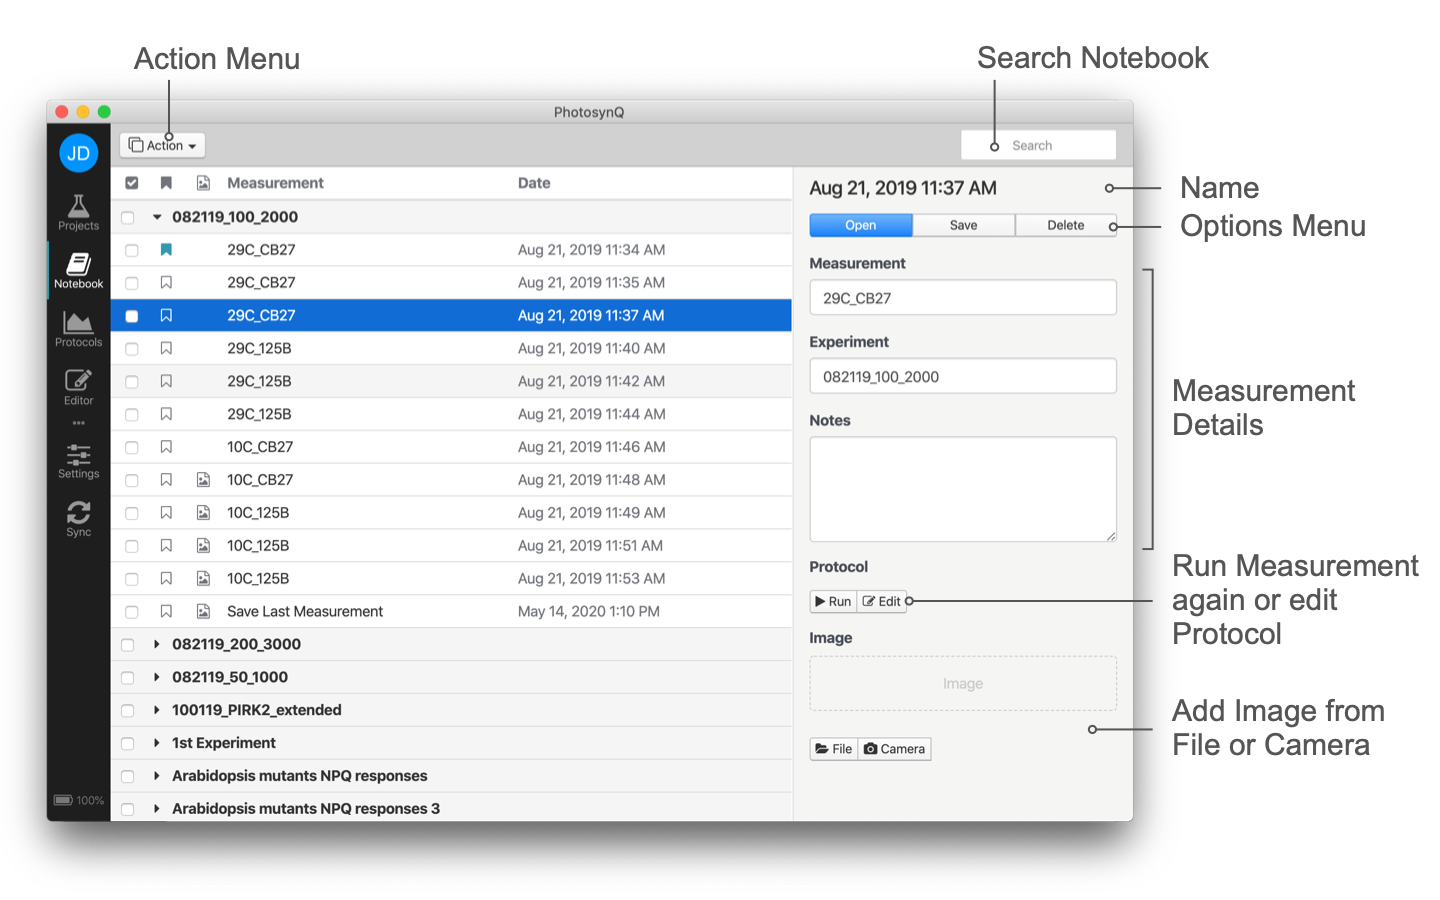 Action Menu
Search Notebook
PhotosynQ
JD
Action
Search
Projects
Notebook
Protocols
Editor
Settings
Sync
100%
Measurement Date
082119_100_2000
29C_CB27 Aug 21, 2019 11:34 AM
29C_CB27 Aug 21, 2019 11:35 AM
29C_CB27 Aug 21, 2019 11:37 AM
29C_125B Aug 21, 2019 11:40 AM
29C_125B Aug 21, 2019 11:42 AM
29C_125B Aug 21, 2019 11:44 AM
10C_CB27 Aug 21, 2019 11:46 AM
10C_CB27 Aug 21, 2019 11:48 AM
10C_125B Aug 21, 2019 11:49 AM
10C_125B Aug 21, 2019 11:51 AM
10C_125B Aug 21, 2019 11:53 AM
Save Last Measurement May 14, 2020 1:10 PM
082119_200_3000
082119_50_1000
100119_PIRK2_extended
1st Experiment
Arabidopsis mutants NPQ responses
Arabidopsis mutants NPQ responses 3
Aug 21, 2019 11:37 AM
Open Save Delete
Measurement
29C_CB27
Experiment
082119_100_2000
Notes
Protocol
Run Edit
Image
Image
File Camera
Name
Options Menu
Measurement
Details
Run Measurement
again or edit
Protocol
Add Image from
File or Camera